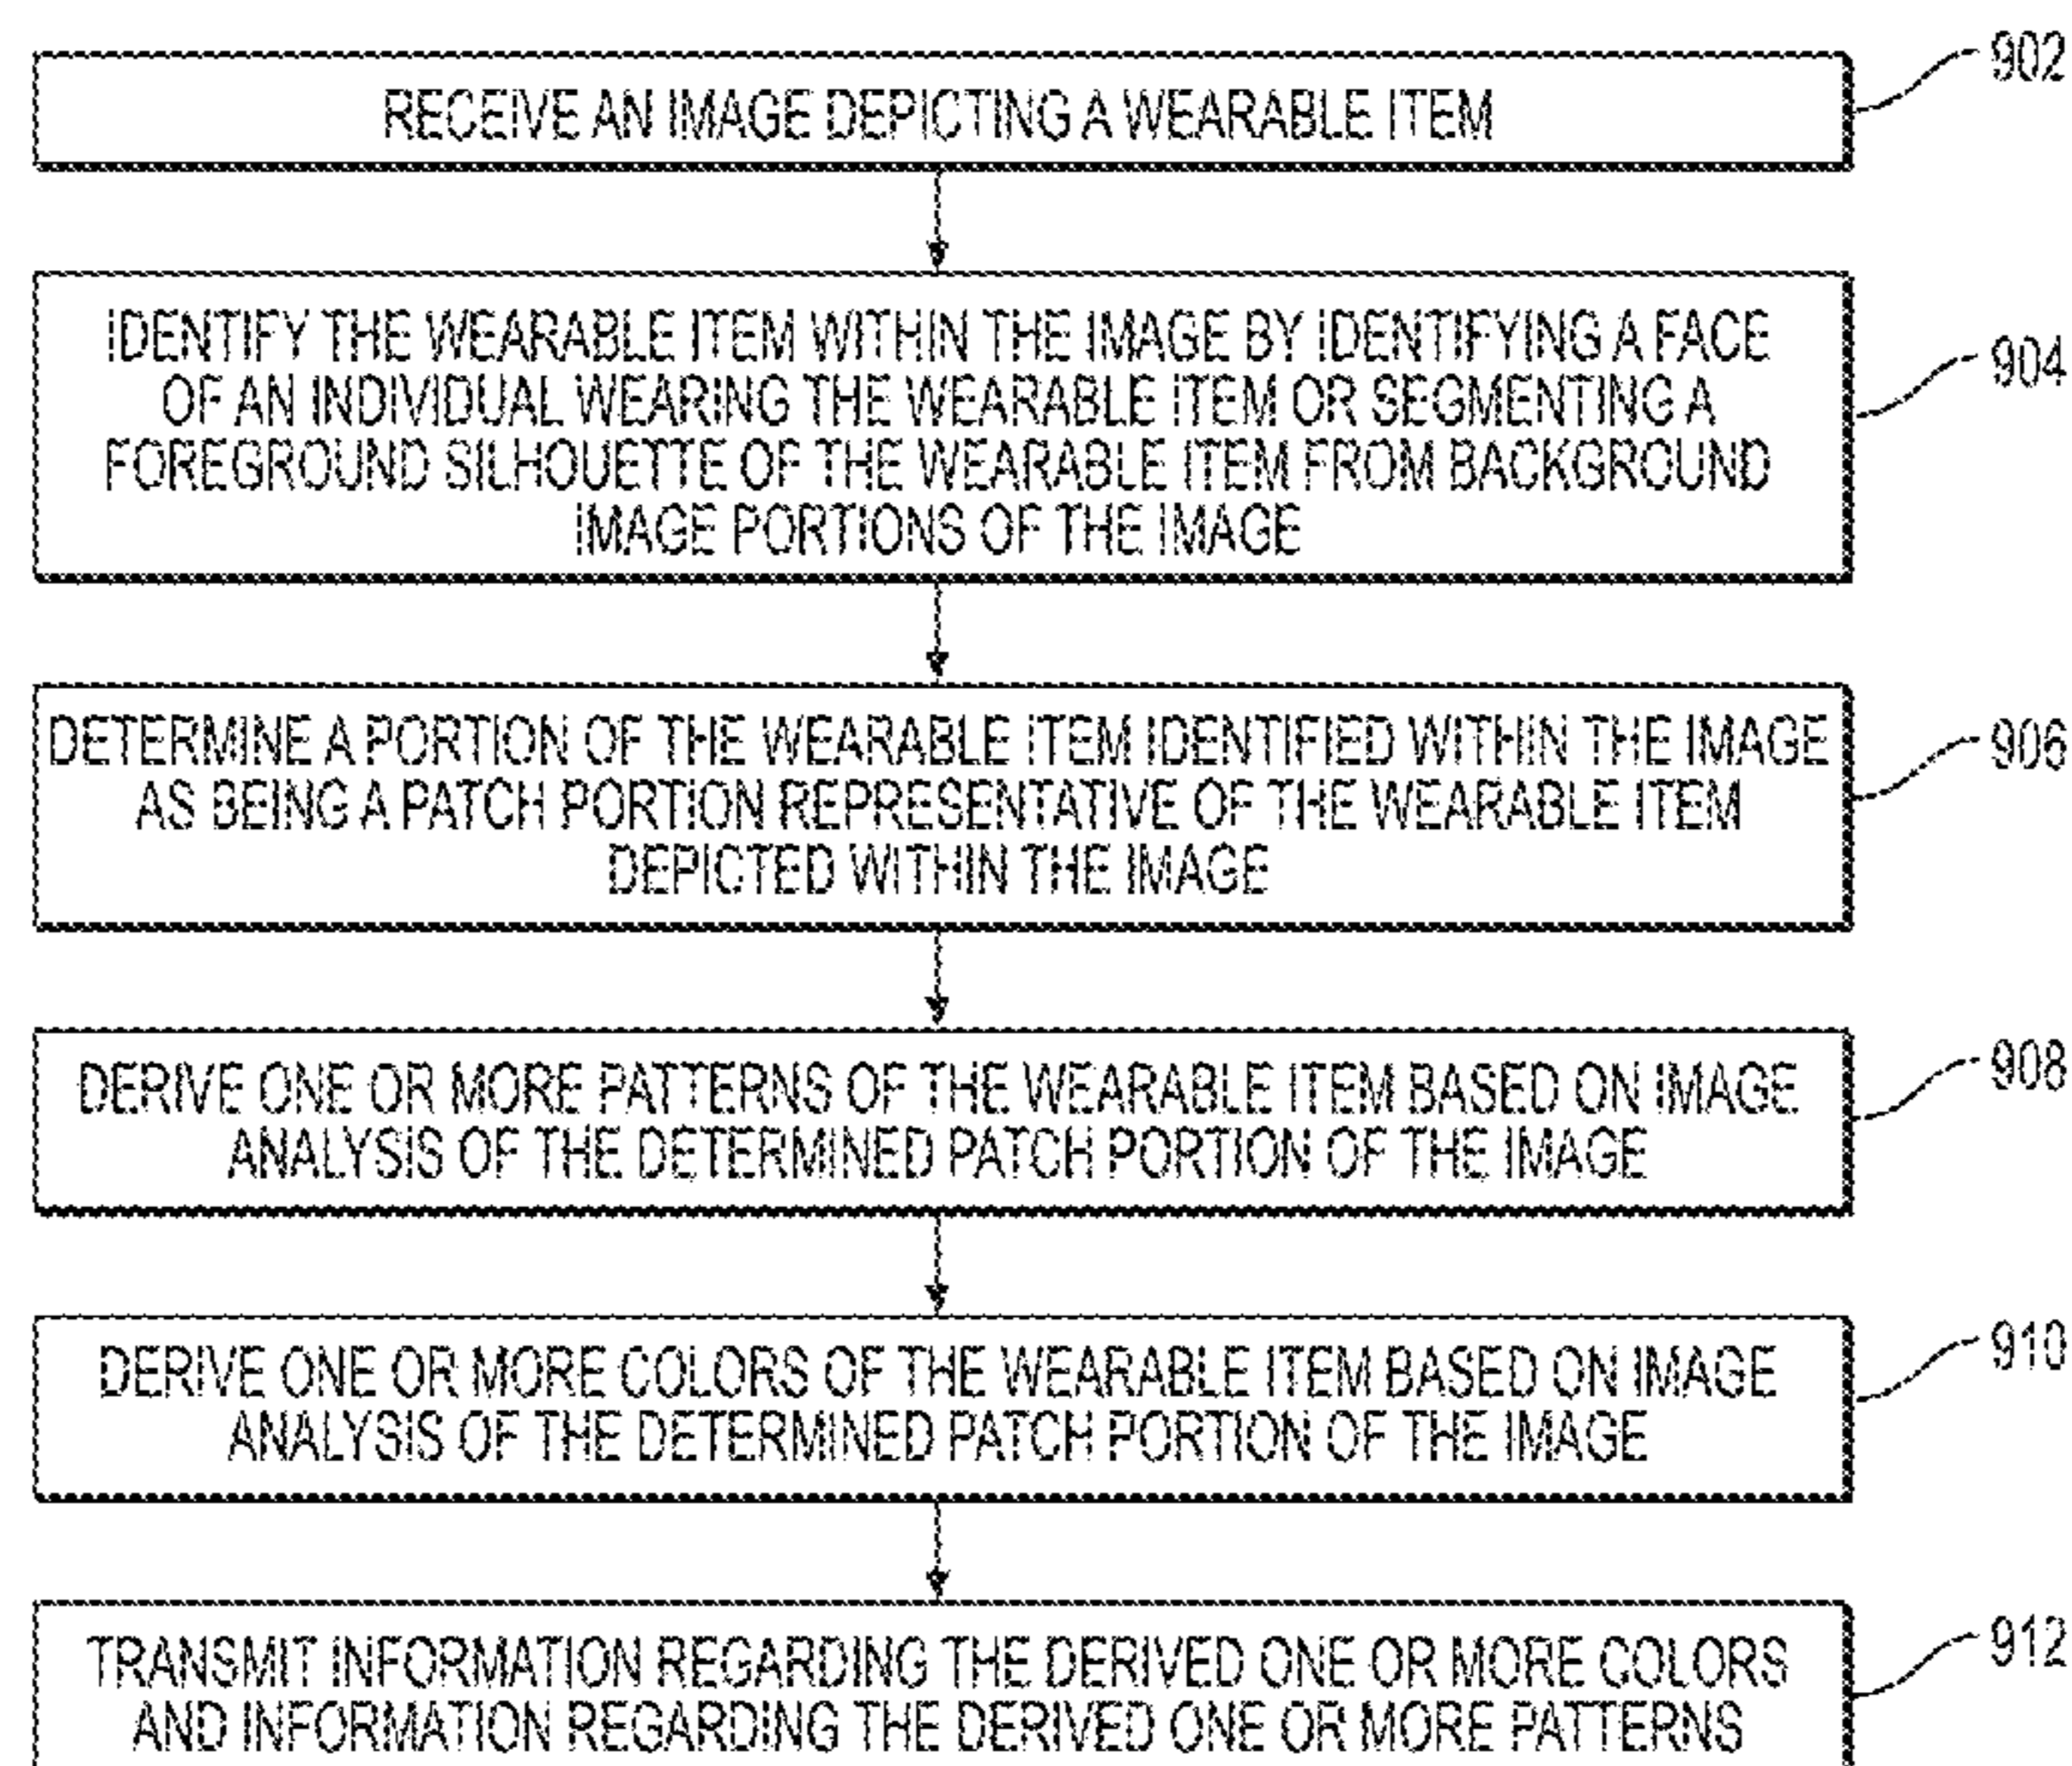 902
RECEIVE AN IMAGE DEPICTING A WEARABLE ITEM
904
IDENTIFY THE WEARABLE ITEM WITHIN THE IMAGE BY IDENTIFYING A FACE
OF AN INDIVIDUAL WEARING THE WEARABLE ITEM OR SEGMENTING A
FOREGROUND SILHOUETTE OF THE WEARABLE ITEM FROM BACKGROUND
IMAGE PORTIONS OF THE IMAGE
906
DETERMINE A PORTION OF THE WEARABLE ITEM IDENTIFIED WITHIN THE IMAGE
AS BEING A PATCH PORTION REPRESENTATIVE OF THE WEARABLE ITEM
DEPICTED WITHIN THE IMAGE
908
DERIVE ONE OR MORE PATTERNS OF THE WEARABLE ITEM BASED ON IMAGE
ANALYSIS OF THE DETERMINED PATCH PORTION OF THE IMAGE
910
DERIVE ONE OR MORE COLORS OF THE WEARABLE ITEM BASED ON IMAGE
ANALYSIS OF THE DETERMINED PATCH PORTION OF THE IMAGE
912
TRANSMIT INFORMATION REGARDING THE DERIVED ONE OR MORE COLORS
AND INFORMATION REGARDING THE DERIVED ONE OR MORE PATTERNS